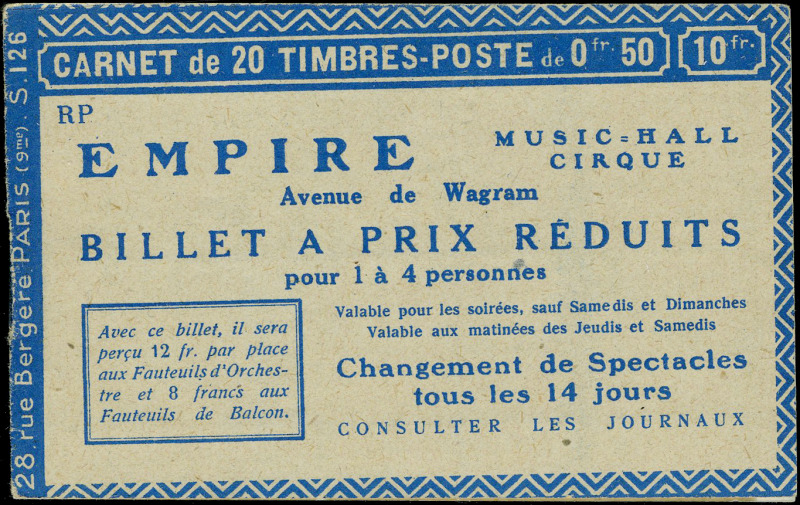 CARNET de 20 TIMBRES-POSTE de 0 fr. 50 10 fr.
RP
EMPIRE
MUSIC=HALL
CIRQUE
Avenue de Wagram
BILLET A PRIX RÉDUITS
pour 1 à 4 personnes
Avec ce billet, il sera
perçu 12 fr. par place
aux Fauteuils d'Orches-
tre et 8 francs aux
Fauteuils de Balcon.
Valable pour les soirées, sauf Samedis et Dimanches
Valable aux matinées des Jeudis et Samedis
Changement de Spectacles
tous les 14 jours
CONSULTER LES JOURNAUX
28 rue Bergère PARIS (9me). S. 126